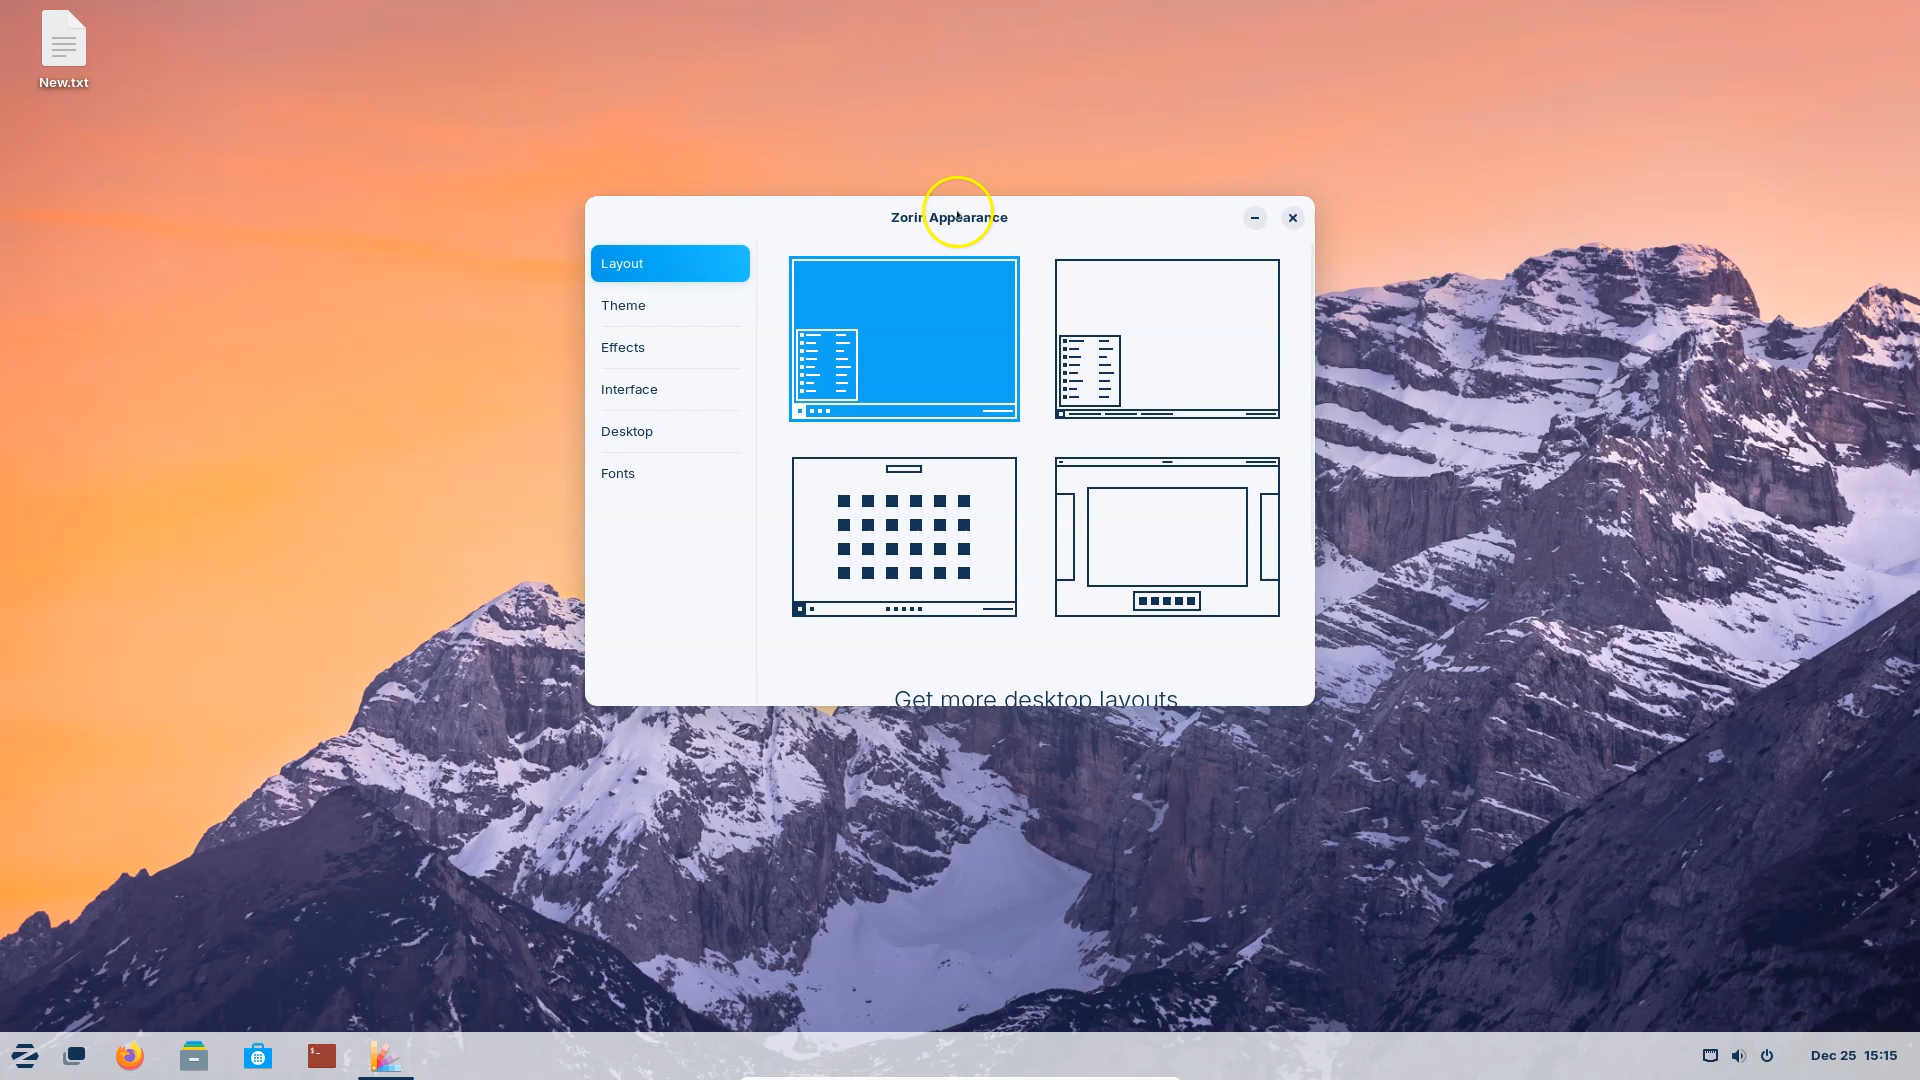 New.txt
Zorin Appearance
Layout
Theme
Effects
Interface
Desktop
Fonts
Get more desktop layouts
$_
Dec 25 15:15